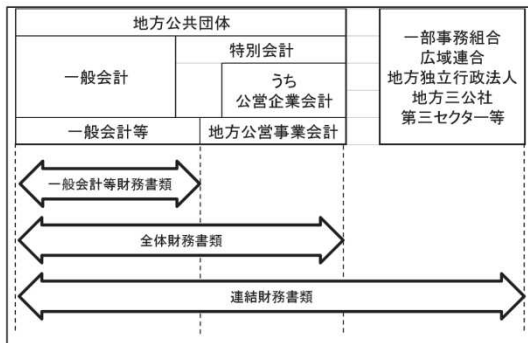 地方公共団体
一般会計
特別会計
うち
公営企業会計
一般会計等
地方公営事業会計
一部事務組合
広域連合
地方独立行政法人
地方三公社
第三セクター等
一般会計等財務書類
全体財務書類
連結財務書類